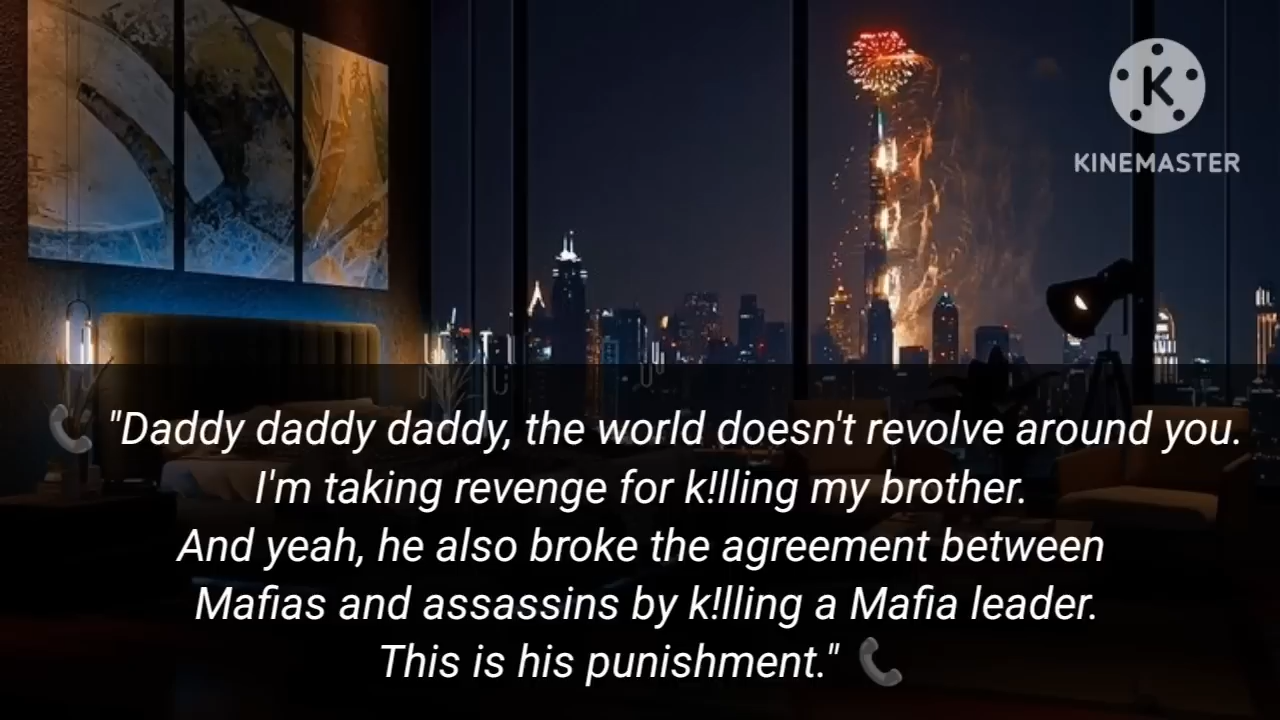 K
KINEMASTER
📞 "Daddy daddy daddy, the world doesn't revolve around you.
I'm taking revenge for k!lling my brother.
And yeah, he also broke the agreement between
Mafias and assassins by k!lling a Mafia leader.
This is his punishment." 📞